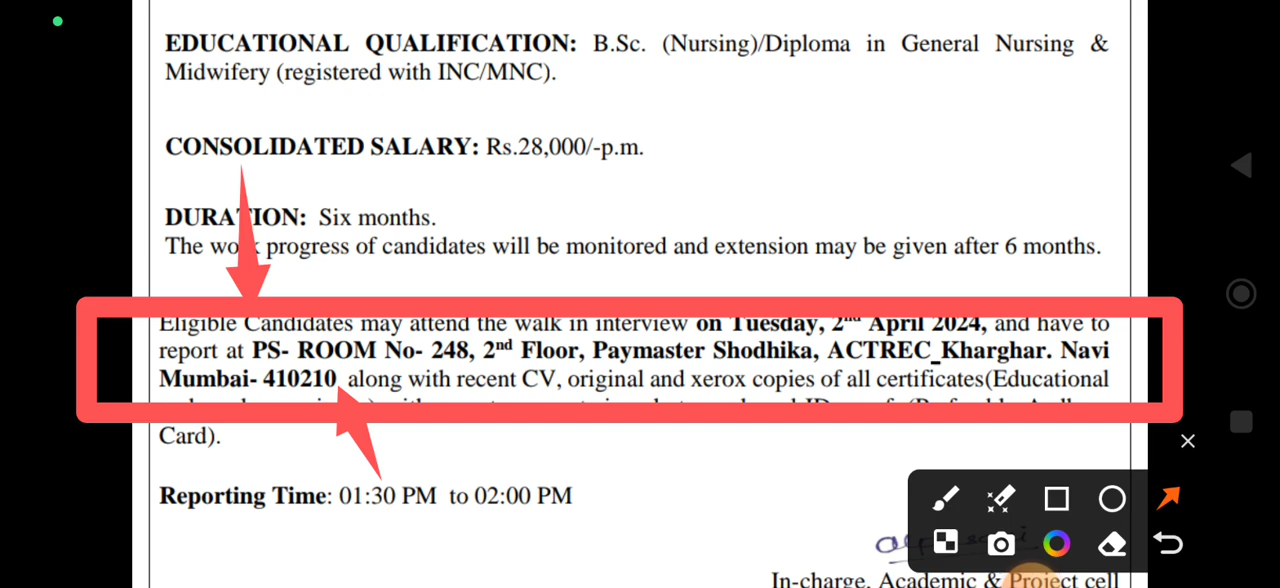 EDUCATIONAL QUALIFICATION: B.Sc. (Nursing)/Diploma in General Nursing &
Midwifery (registered with INC/MNC).
CONSOLIDATED SALARY: Rs.28,000/-p.m.
DURATION: Six months.
The work progress of candidates will be monitored and extension may be given after 6 months.
Eligible Candidates may attend the walk in interview on Tuesday, 2nd April 2024, and have to
report at PS- ROOM No- 248, 2nd Floor, Paymaster Shodhika, ACTREC_Kharghar. Navi
Mumbai- 410210 along with recent CV, original and xerox copies of all certificates(Educational
Card).
Reporting Time: 01:30 PM to 02:00 PM
In-charge, Academic & Project cell